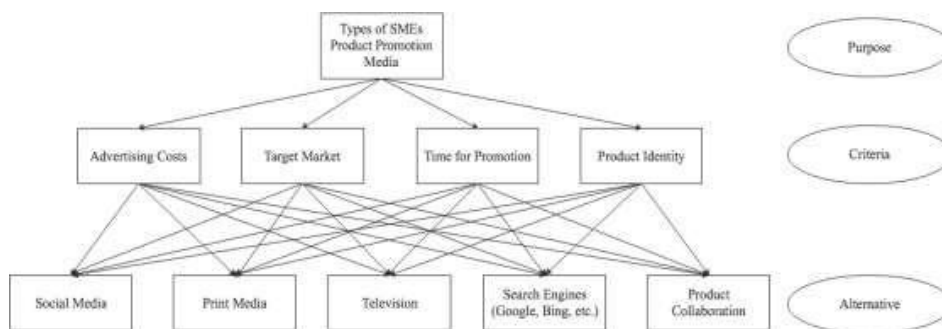 Types of SMEs
Product Promotion
Media
Purpose
Advertising Costs
Target Market
Time for Promotion
Product Identity
Criteria
Social Media
Print Media
Television
Search Engines
(Google, Bing, etc.)
Product
Collaboration
Alternative